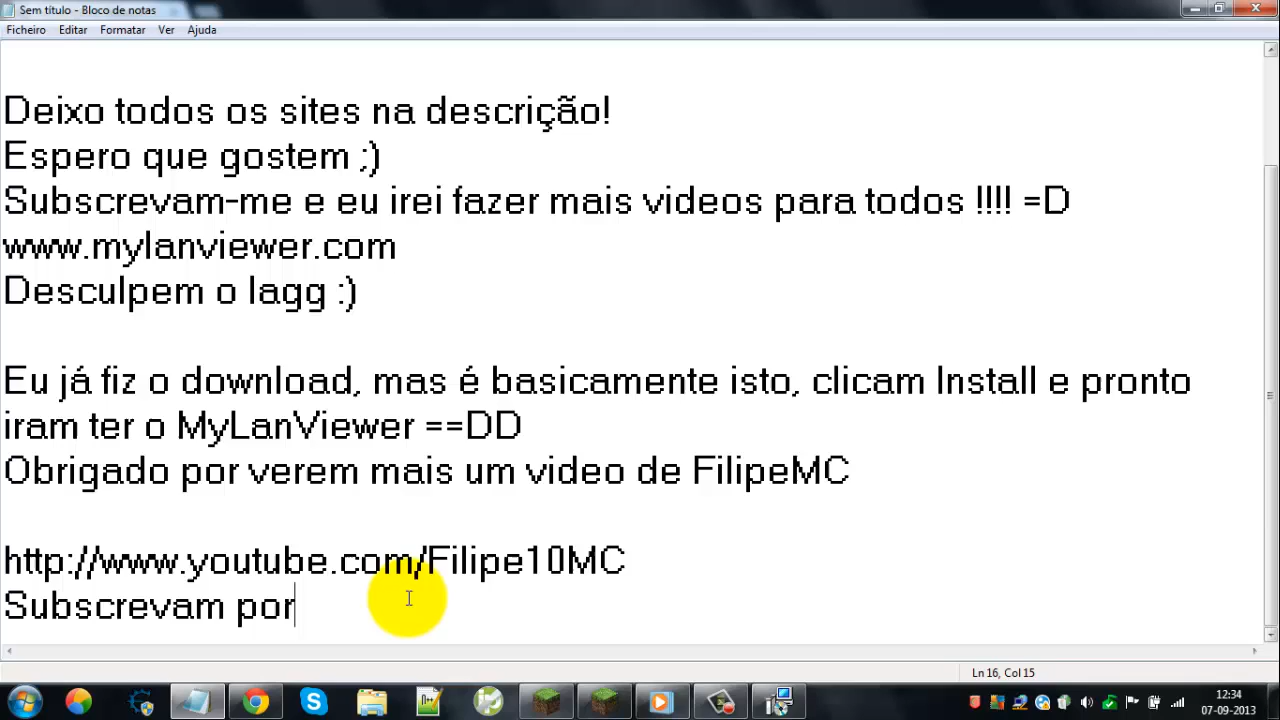 Sem título - Bloco de notas
Ficheiro Editar Formatar Ver Ajuda
Deixo todos os sites na descrição!
Espero que gostem ;)
Subscrevam-me e eu irei fazer mais videos para todos !!!! =D
www.mylanviewer.com
Desculpem o lagg :)
Eu já fiz o download, mas é basicamente isto, clicam Install e pronto
iram ter o MyLanViewer ==DD
Obrigado por verem mais um video de FilipeMC
http://www.youtube.com/Filipe10MC
Subscrevam por
Ln 16, Col 15
12:34
07-09-2013